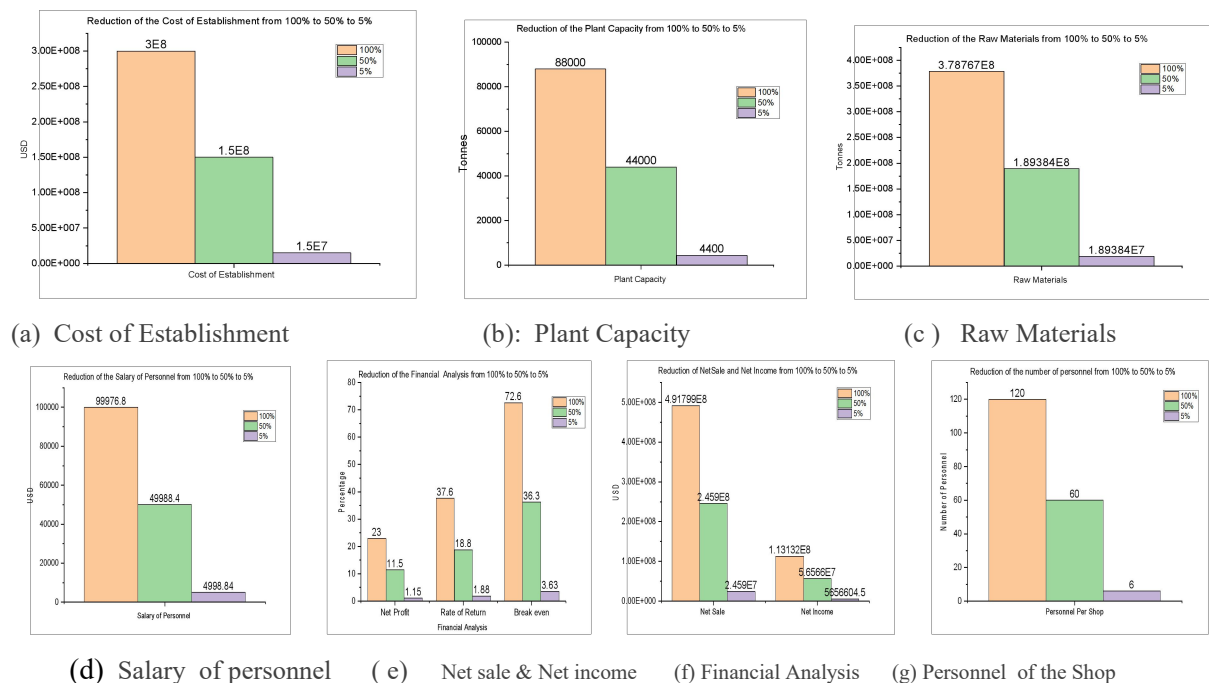 Reduction of the Cost of Establishment from 100% to 50% to 5%
3.00E+008
2.50E+008
2.00E+008
1.50E+008
1.00E+008
5.00E+007
0.00E+000
USD
3E8
1.5E8
1.5E7
100%
50%
5%
Cost of Establishment
Reduction of the Plant Capacity from 100% to 50% to 5%
100000
80000
60000
40000
20000
0
Tonnes
88000
44000
4400
100%
50%
5%
Plant Capacity
Reduction of the Raw Materials from 100% to 50% to 5%
4.00E+008
3.50E+008
3.00E+008
2.50E+008
2.00E+008
1.50E+008
1.00E+008
5.00E+007
0.00E+000
Tonnes
3.78767E8
1.89384E8
1.89384E7
100%
50%
5%
Raw Materials
(a) Cost of Establishment
(b): Plant Capacity
(c ) Raw Materials
Reduction of the Salary of Personnel from 100% to 50% to 5%
100000
80000
60000
40000
20000
0
USD
99976.8
49988.4
4998.84
100%
50%
5%
Salary of Personnel
Reduction of the Financial Analysis from 100% to 50% to 5%
80
70
60
50
40
30
20
10
0
Percentage
23
11.5
1.15
37.6
18.8
1.88
72.6
36.3
3.63
100%
50%
5%
Net Profit
Rate of Return
Break even
Financial Analysis
Reduction of NetSale and Net Income from 100% to 50% to 5%
5.00E+008
4.00E+008
3.00E+008
2.00E+008
1.00E+008
0.00E+000
USD
4.91799E8
2.459E8
2.459E7
1.13132E8
5.6566E7
5656604.5
100%
50%
5%
Net Sale
Net Income
Reduction of the number of personnel from 100% to 50% to 5%
120
100
80
60
40
20
0
Number of Personnel
120
60
6
100%
50%
5%
Personnel Per Shop
(d) Salary of personnel
( e) Net sale & Net income
(f) Financial Analysis
(g) Personnel of the Shop